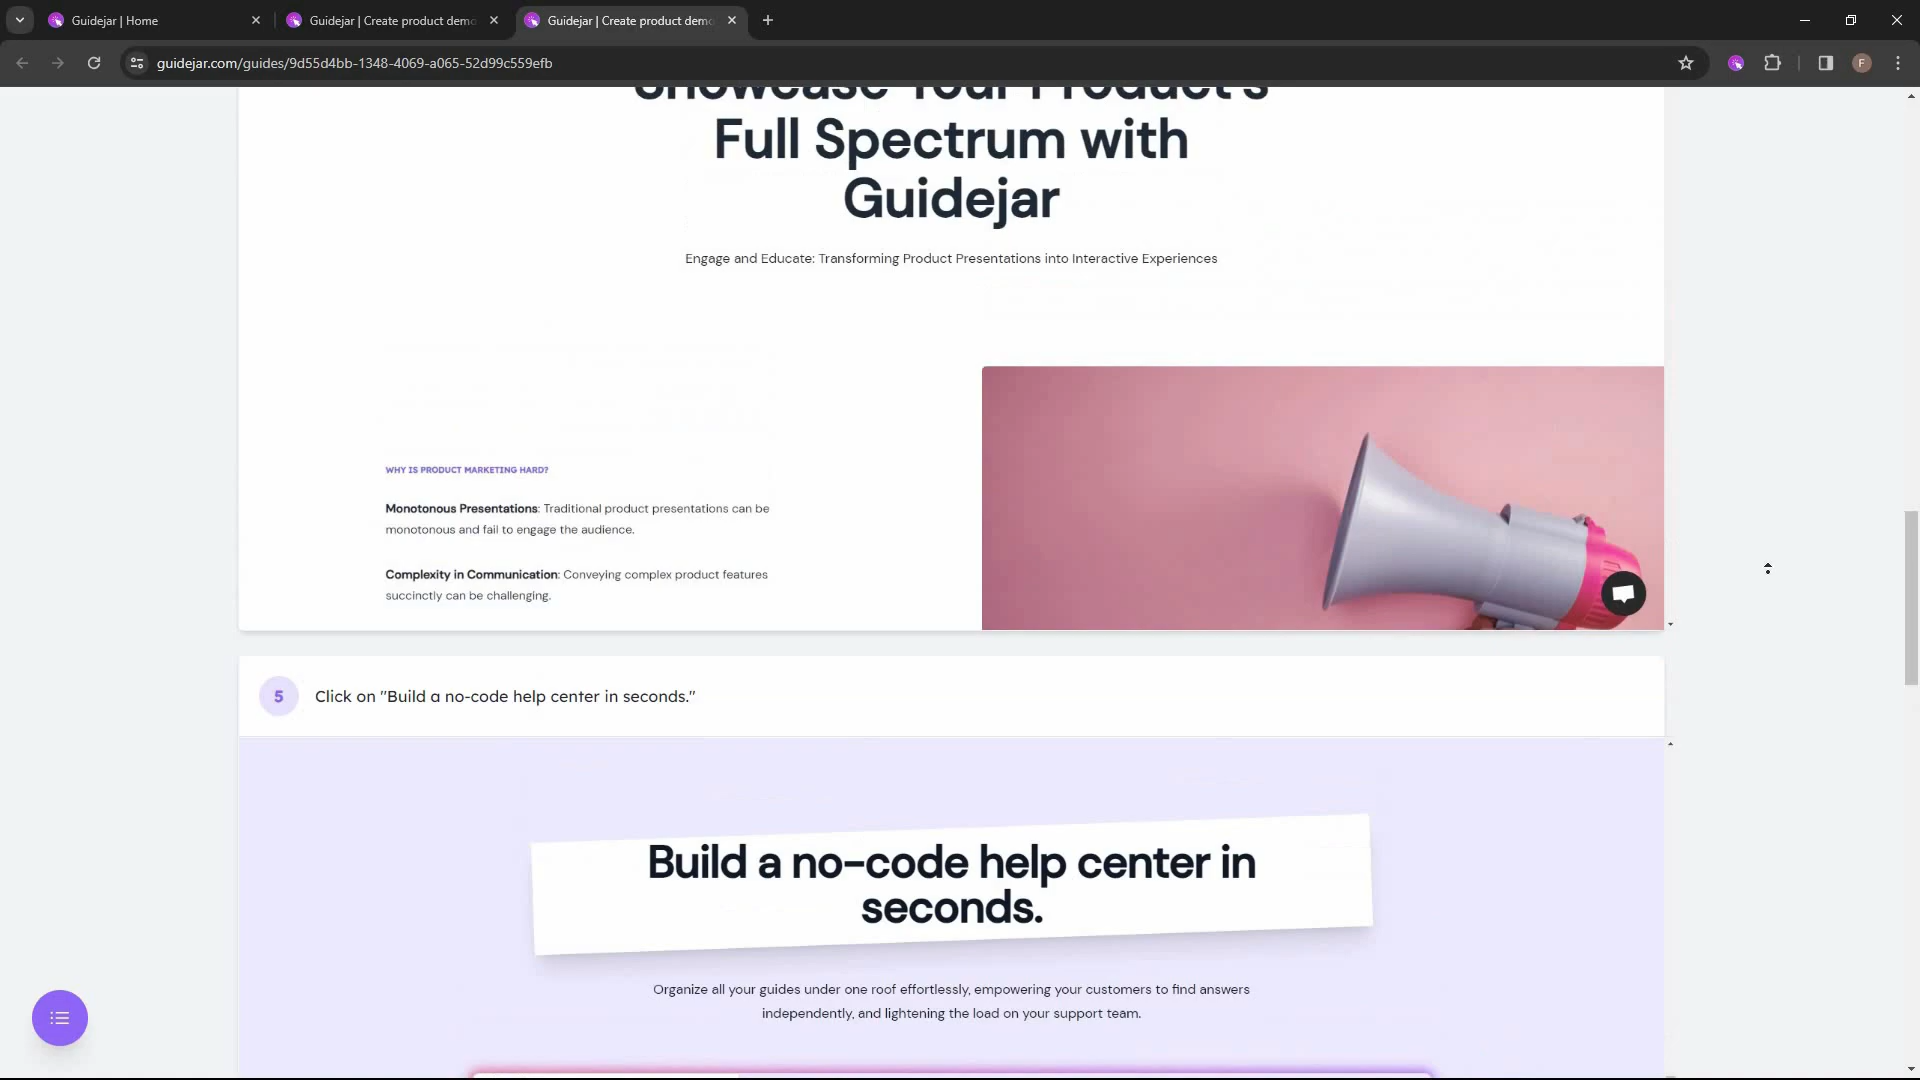 Guidejar | Home
Guidejar | Create product demo
Guidejar | Create product demo
guidejar.com/guides/9d55d4bb-1348-4069-a065-52d99c559efb
F
Showcase Your Product's
Full Spectrum with
Guidejar
Engage and Educate: Transforming Product Presentations into Interactive Experiences
WHY IS PRODUCT MARKETING HARD?
Monotonous Presentations: Traditional product presentations can be
monotonous and fail to engage the audience.
Complexity in Communication: Conveying complex product features
succinctly can be challenging.
5 Click on "Build a no-code help center in seconds."
Build a no-code help center in
seconds.
Organize all your guides under one roof effortlessly, empowering your customers to find answers
independently, and lightening the load on your support team.